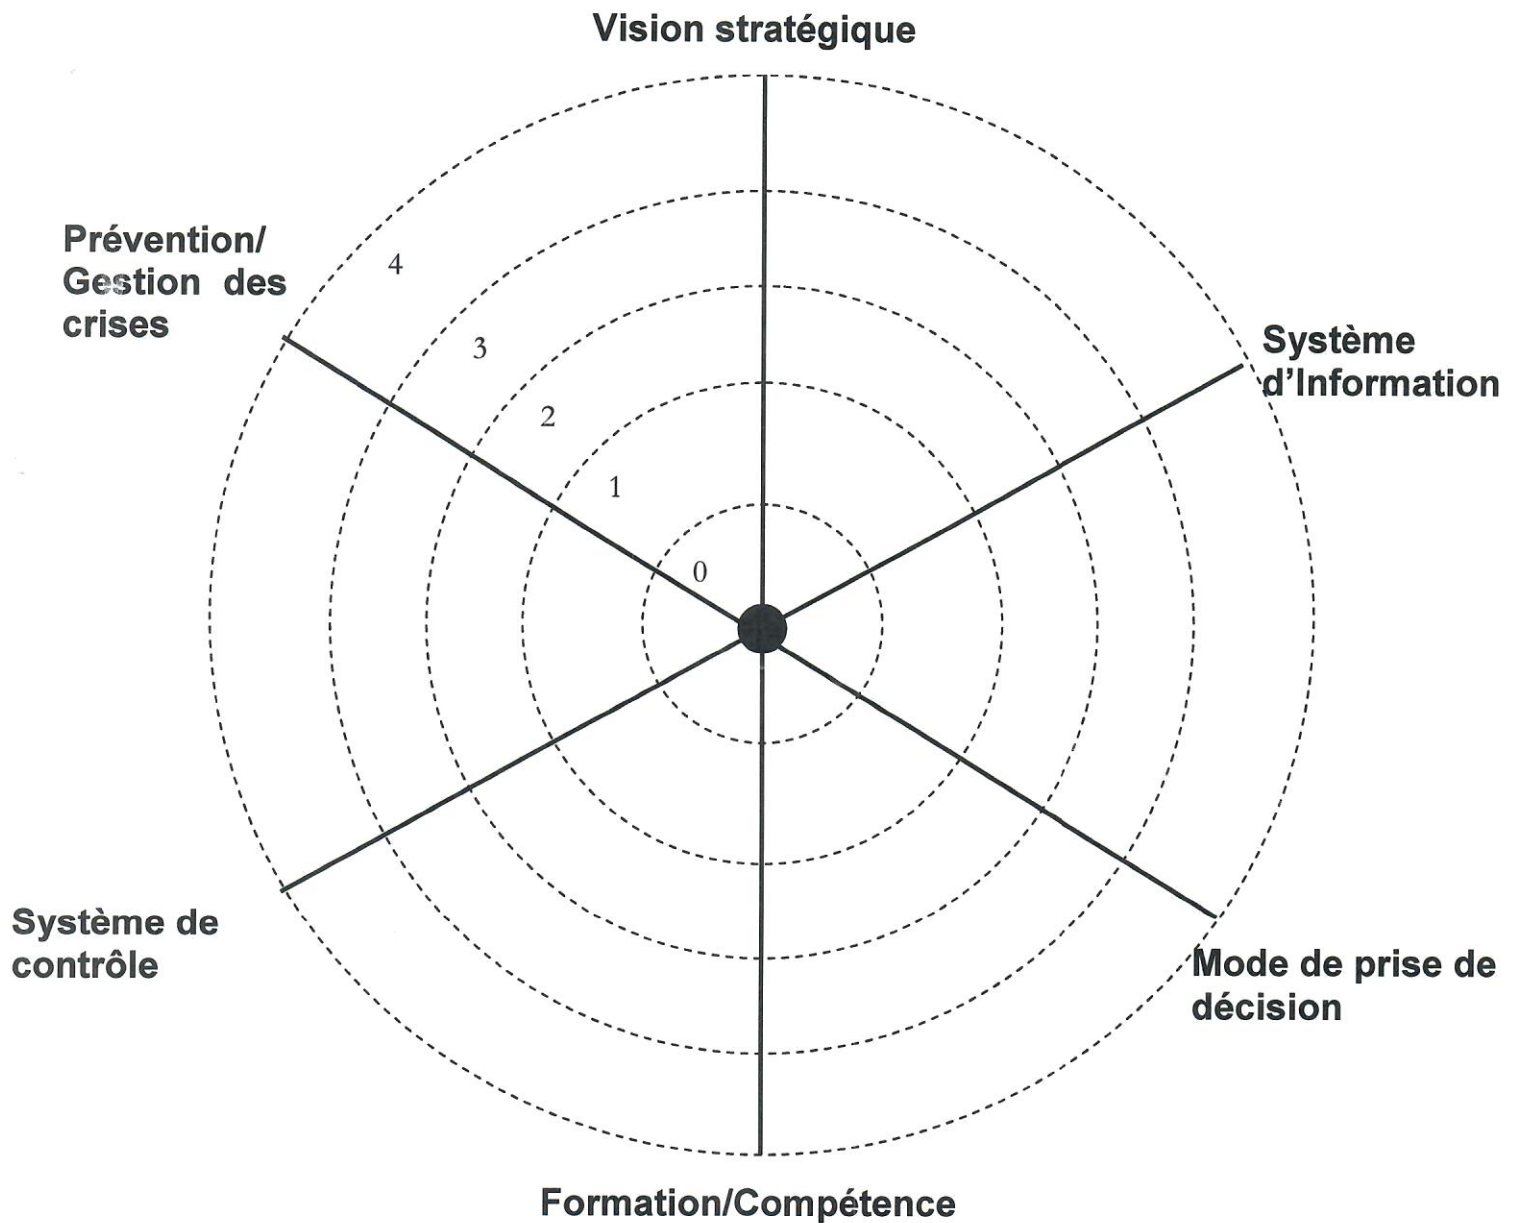 Vision stratégique
Prévention/
Gestion des
crises
4
3
2
1
0
Système
d’Information
Système de
contrôle
Mode de prise de
décision
Formation/Compétence